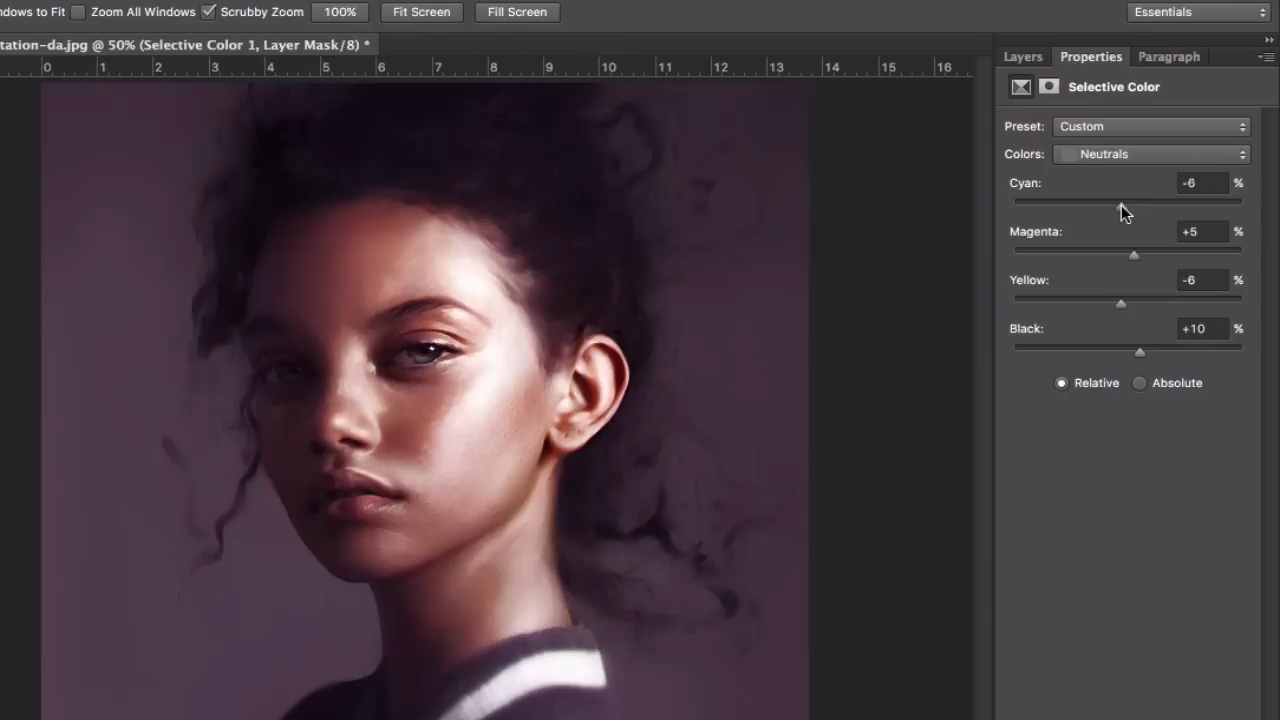 ndows to Fit Zoom All Windows Scrubby Zoom 100% Fit Screen Fill Screen Essentials
tation-da.jpg @ 50% (Selective Color 1, Layer Mask/8) *
0 1 2 3 4 5 6 7 8 9 10 11 12 13 14 15 16
Layers Properties Paragraph
Selective Color
Preset: Custom
Colors: Neutrals
Cyan: -6 %
Magenta: +5 %
Yellow: -6 %
Black: +10 %
Relative Absolute